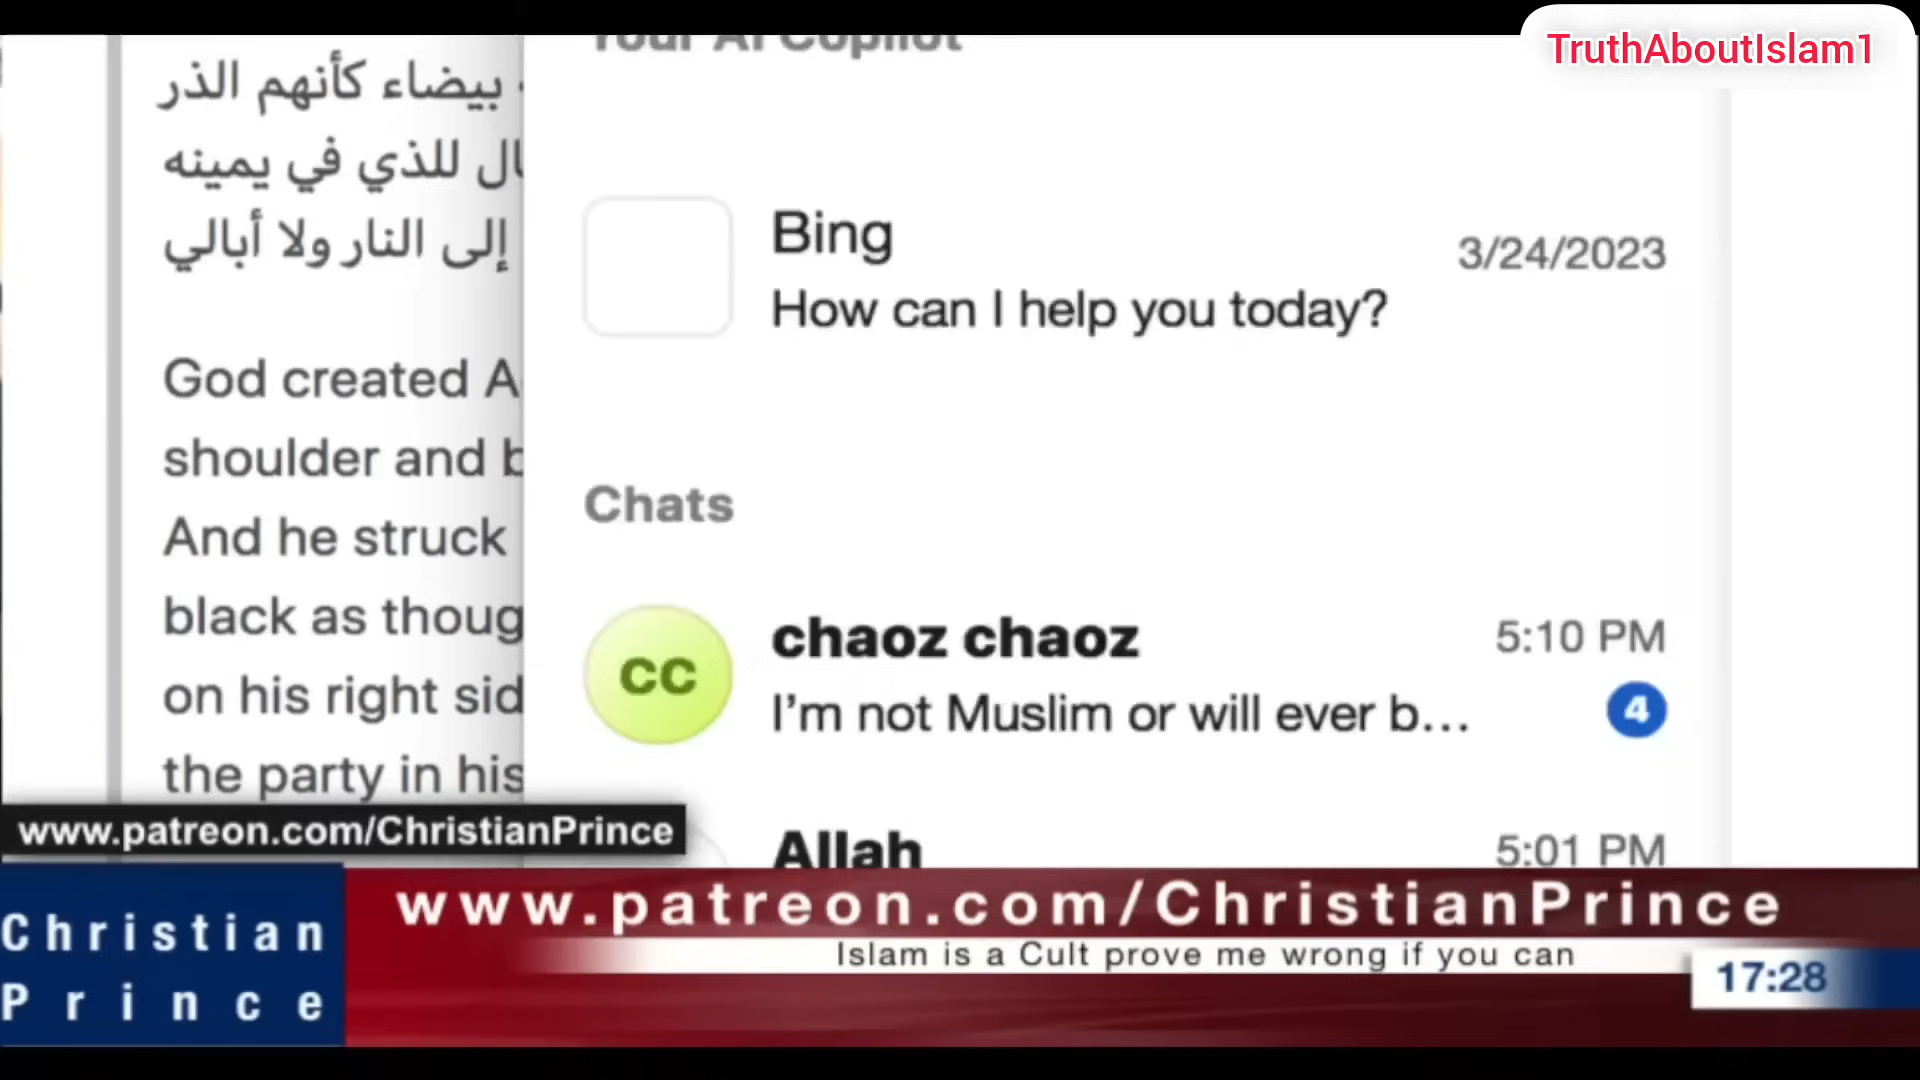 TruthAboutIslam1
Your AI Copilot
بيضاء كأنهم الذر
للذي في يمينه
إلى النار ولا أبالي
God created
shoulder and
And he struck
black as
on his right
the party in his
Bing
3/24/2023
How can I help you today?
Chats
CC
chaoz chaoz
5:10 PM
I'm not Muslim or will ever b...
4
Allah
5:01 PM
www.patreon.com/ChristianPrince
www.patreon.com/ChristianPrince
Islam is a Cult prove me wrong if you can
Christian
Prince
17:28